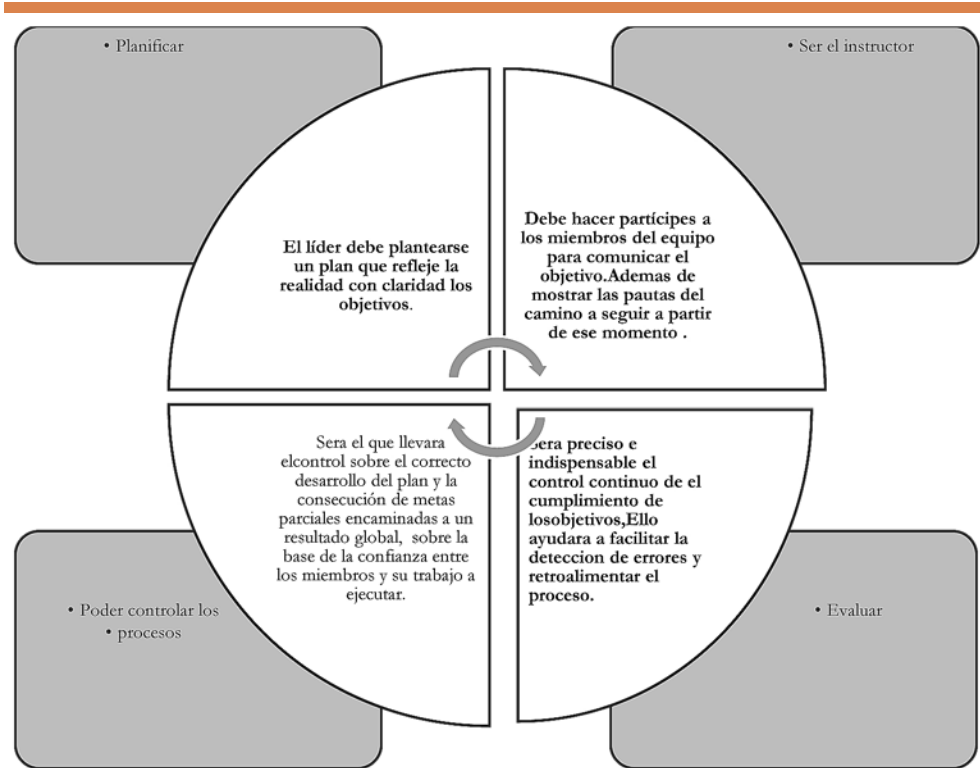 • Planificar
El líder debe plantearse
un plan que refleje la
realidad con claridad los
objetivos.
• Ser el instructor
Debe hacer partícipes a
los miembros del equipo
para comunicar el
objetivo.Ademas de
mostrar las pautas del
camino a seguir a partir
de ese momento .
Sera el que llevara
elcontrol sobre el correcto
desarrollo del plan y la
consecución de metas
parciales encaminadas a un
resultado global, sobre la
base de la confianza entre
los miembros y su trabajo a
ejecutar.
• Poder controlar los
• procesos
Sera preciso e
indispensable el
control continuo de el
cumplimiento de
losobjetivos,Ello
ayudara a facilitar la
deteccion de errores y
retroalimentar el
proceso.
• Evaluar